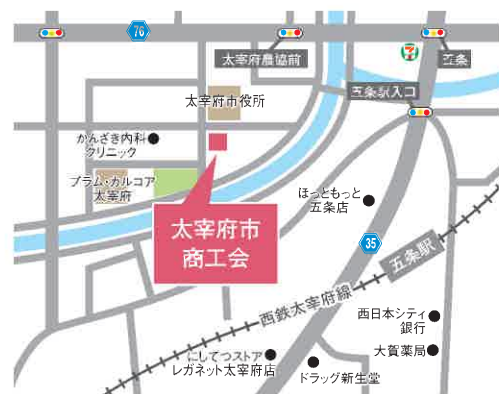 76
太宰府農協前
五条
7
太宰府市役所
五条駅入口
かんざき内科
クリニック
プラム・カルコア
太宰府
ほっともっと
五条店
太宰府市
商工会
35
五条駅
西鉄太宰府線
西日本シティ
銀行
にしてつストア
レガネット太宰府店
大賀薬局
ドラッグ新生堂